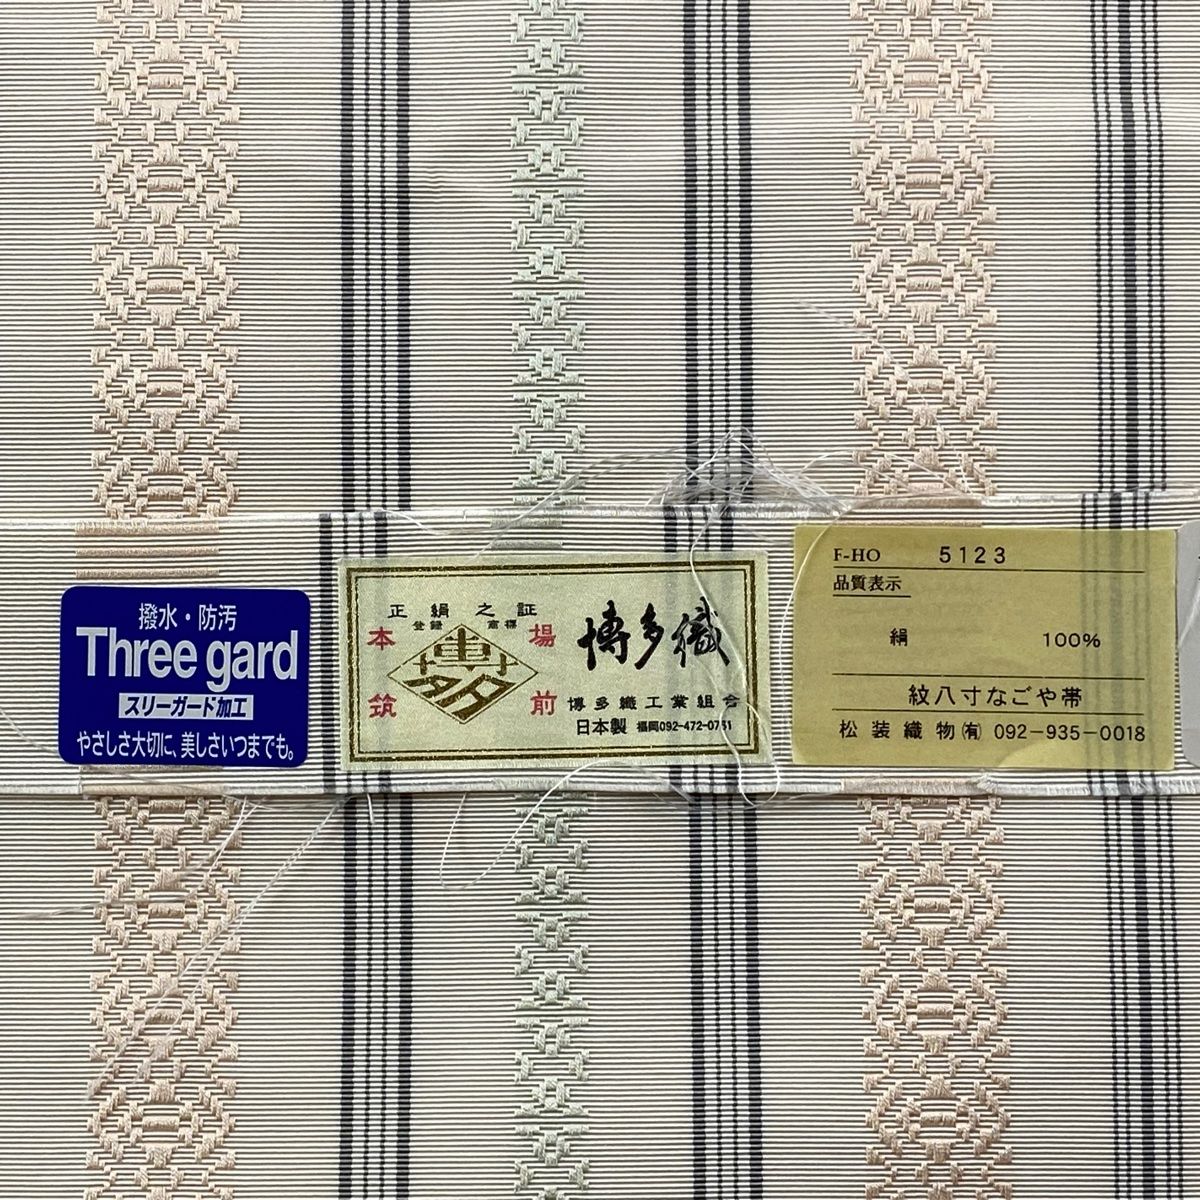 撥水・防汚
Three gard
スリーガード加工
やさしさ大切に、美しさいつまでも。
正絹之証
登録 商標
本場
筑前
博多
博多織
博多織工業組合
日本製 福岡092-472-0761
F-HO 5123
品質表示
絹 100%
紋八寸なごや帯
松装織物(有) 092-935-0018